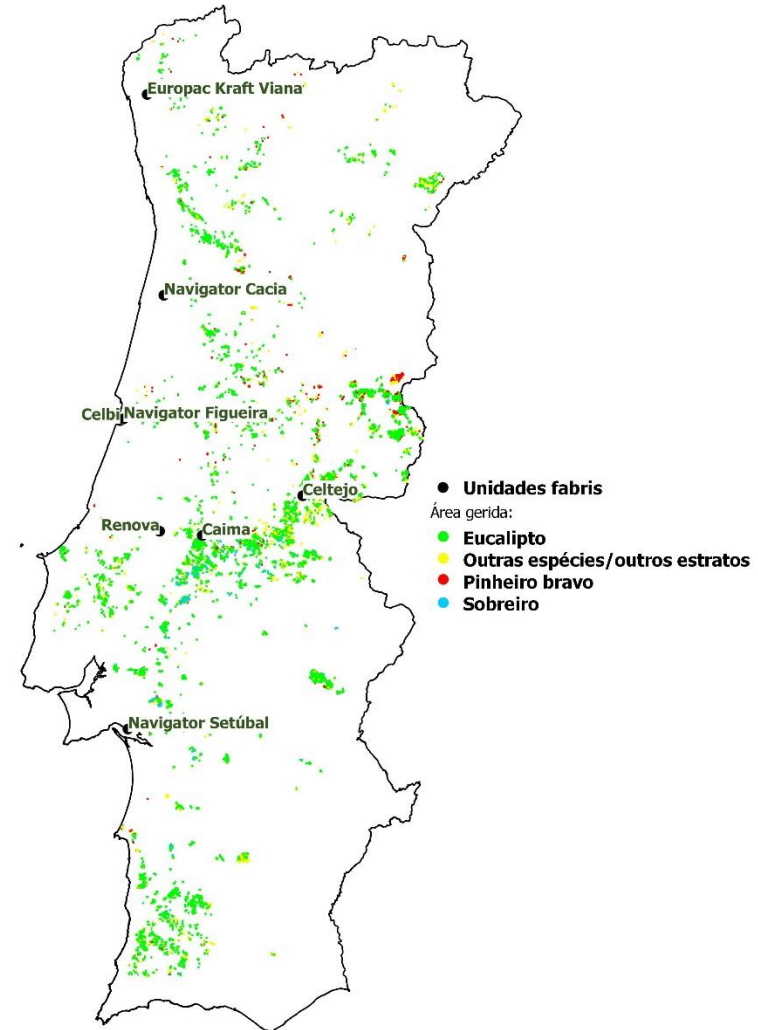 Europac Kraft Viana
Navigator Cacia
Celbi Navigator Figueira
Celtejo
Renova
Caima
Navigator Setúbal
Unidades fabris
Área gerida:
Eucalipto
Outras espécies/outros estratos
Pinheiro bravo
Sobreiro